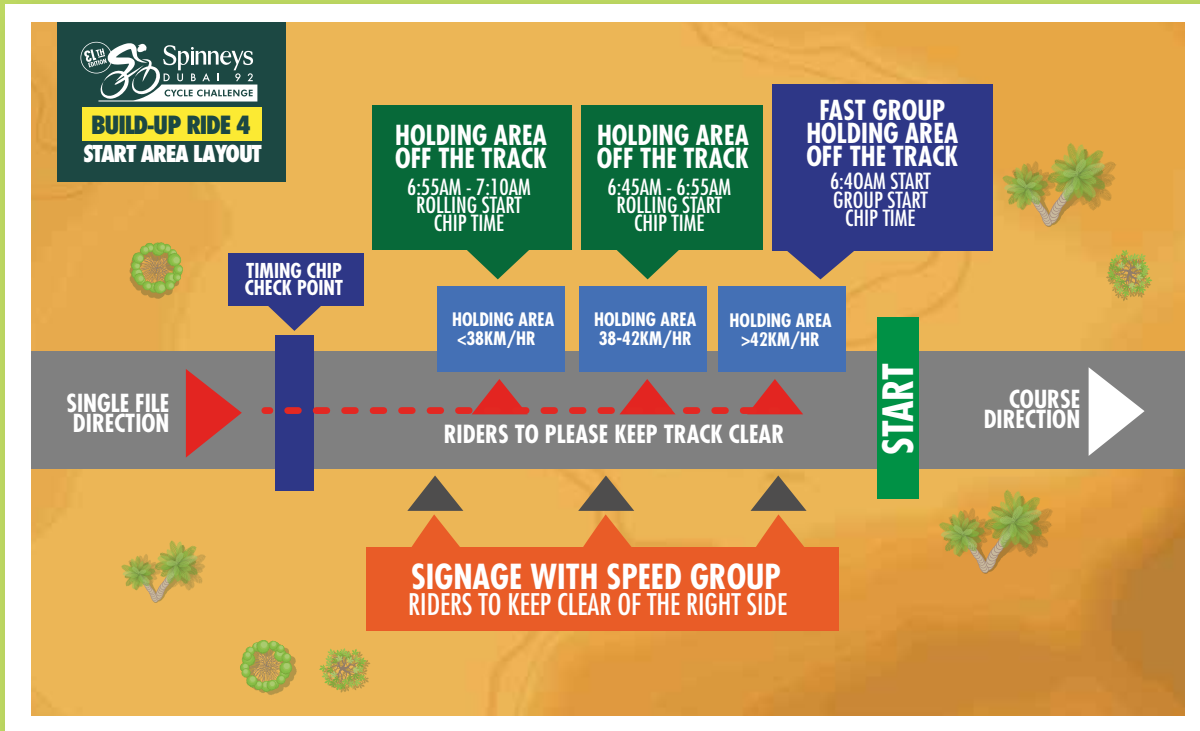 13TH
EDITION
Spinneys
DUBAI 92
CYCLE CHALLENGE
BUILD-UP RIDE 4
START AREA LAYOUT
HOLDING AREA
OFF THE TRACK
6:55AM - 7:10AM
ROLLING START
CHIP TIME
HOLDING AREA
OFF THE TRACK
6:45AM - 6:55AM
ROLLING START
CHIP TIME
FAST GROUP
HOLDING AREA
OFF THE TRACK
6:40AM START
GROUP START
CHIP TIME
TIMING CHIP
CHECK POINT
HOLDING AREA
<38KM/HR
HOLDING AREA
38-42KM/HR
HOLDING AREA
>42KM/HR
SINGLE FILE
DIRECTION
RIDERS TO PLEASE KEEP TRACK CLEAR
START
COURSE
DIRECTION
SIGNAGE WITH SPEED GROUP
RIDERS TO KEEP CLEAR OF THE RIGHT SIDE